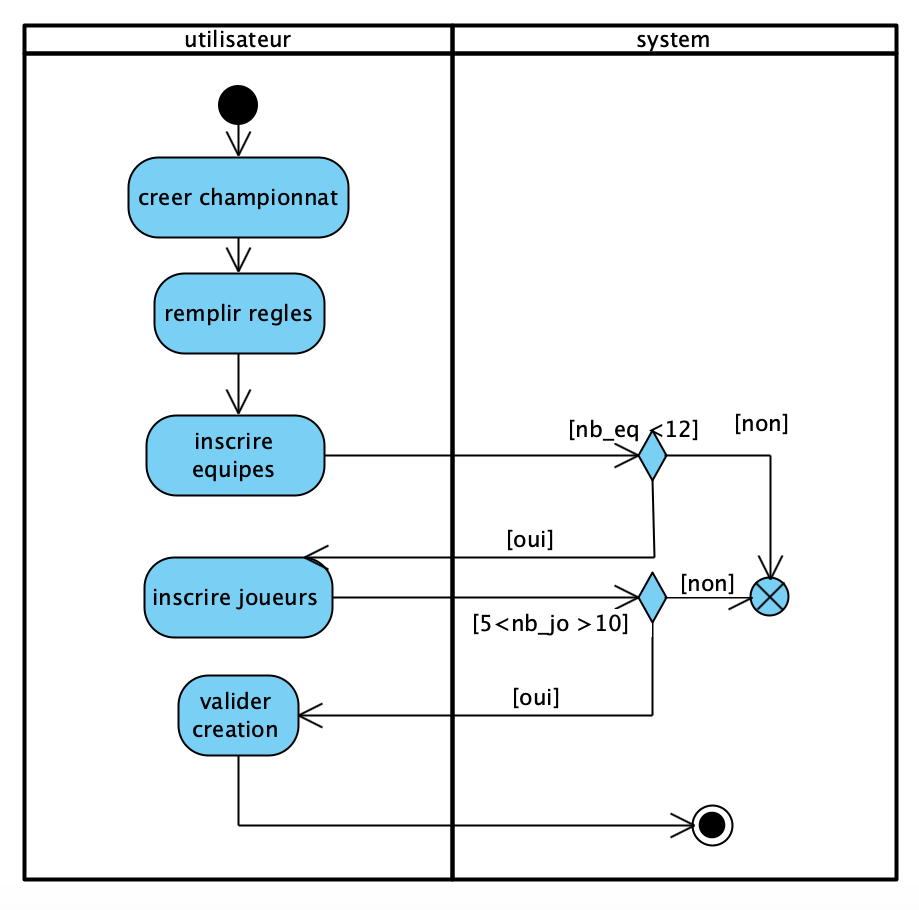 utilisateur
system
creer championnat
remplir regles
inscrire
equipes
[nb_eq <12]
[non]
[oui]
inscrire joueurs
[non]
[5<nb_jo >10]
valider
creation
[oui]